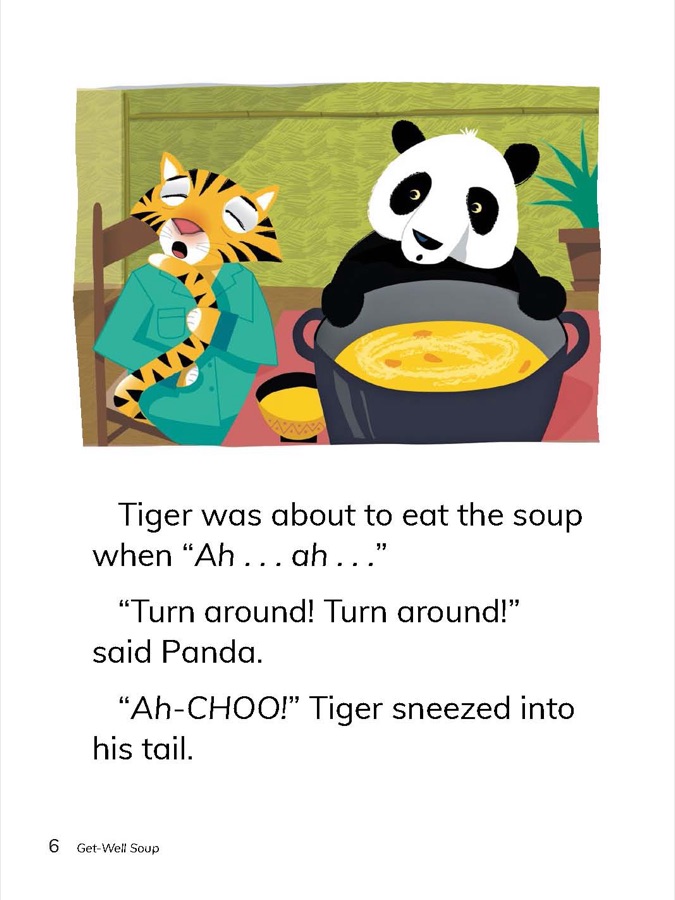 Tiger was about to eat the soup
when “Ah . . . ah . . .”
“Turn around! Turn around!”
said Panda.
“Ah-CHOO!” Tiger sneezed into
his tail.
6 Get-Well Soup